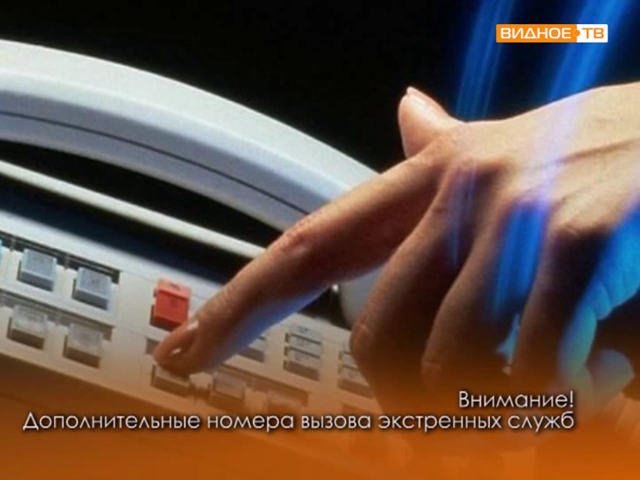 ВИДНОЕ ТВ
Внимание!
Дополнительные номера вызова экстренных служб